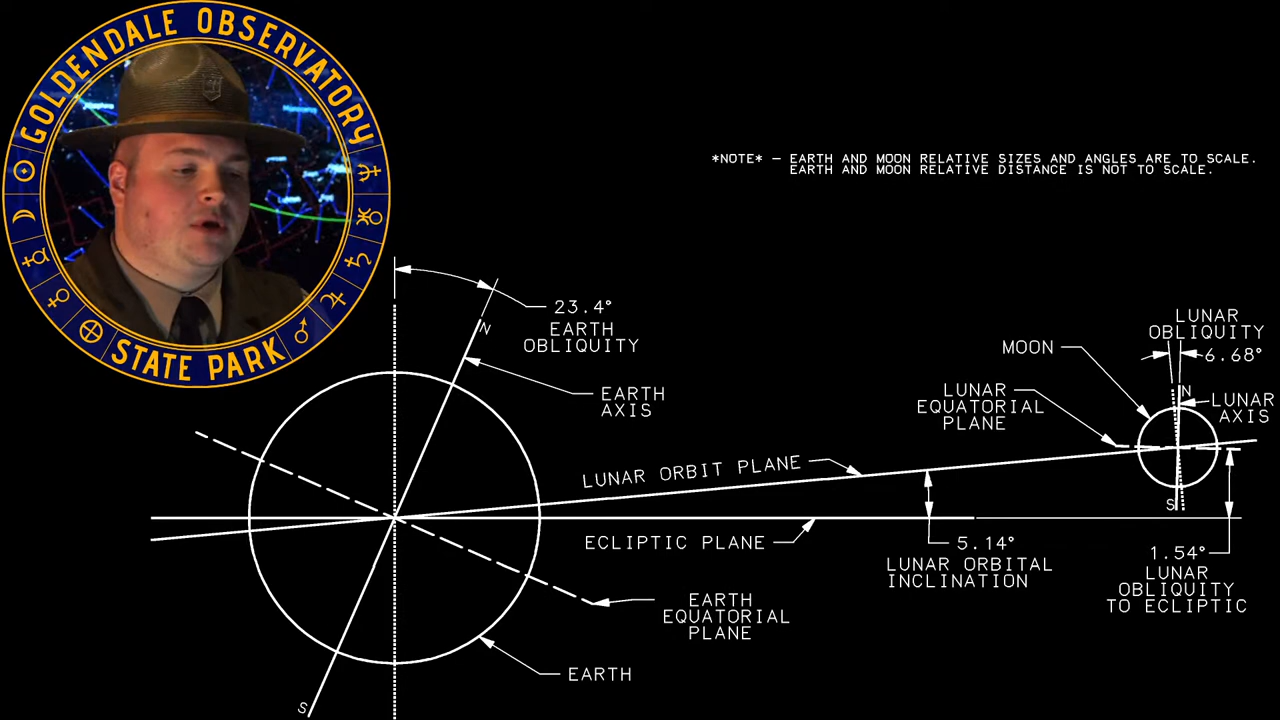 GOLDENDALE OBSERVATORY
STATE PARK
*NOTE* – EARTH AND MOON RELATIVE SIZES AND ANGLES ARE TO SCALE.
EARTH AND MOON RELATIVE DISTANCE IS NOT TO SCALE.
23.4°
EARTH
OBLIQUITY
N
EARTH
AXIS
LUNAR ORBIT PLANE
ECLIPTIC PLANE
EARTH
EQUATORIAL
PLANE
EARTH
S
MOON
LUNAR
EQUATORIAL
PLANE
LUNAR
OBLIQUITY
6.68°
N
LUNAR
AXIS
S
5.14°
LUNAR ORBITAL
INCLINATION
1.54°
LUNAR
OBLIQUITY
TO ECLIPTIC